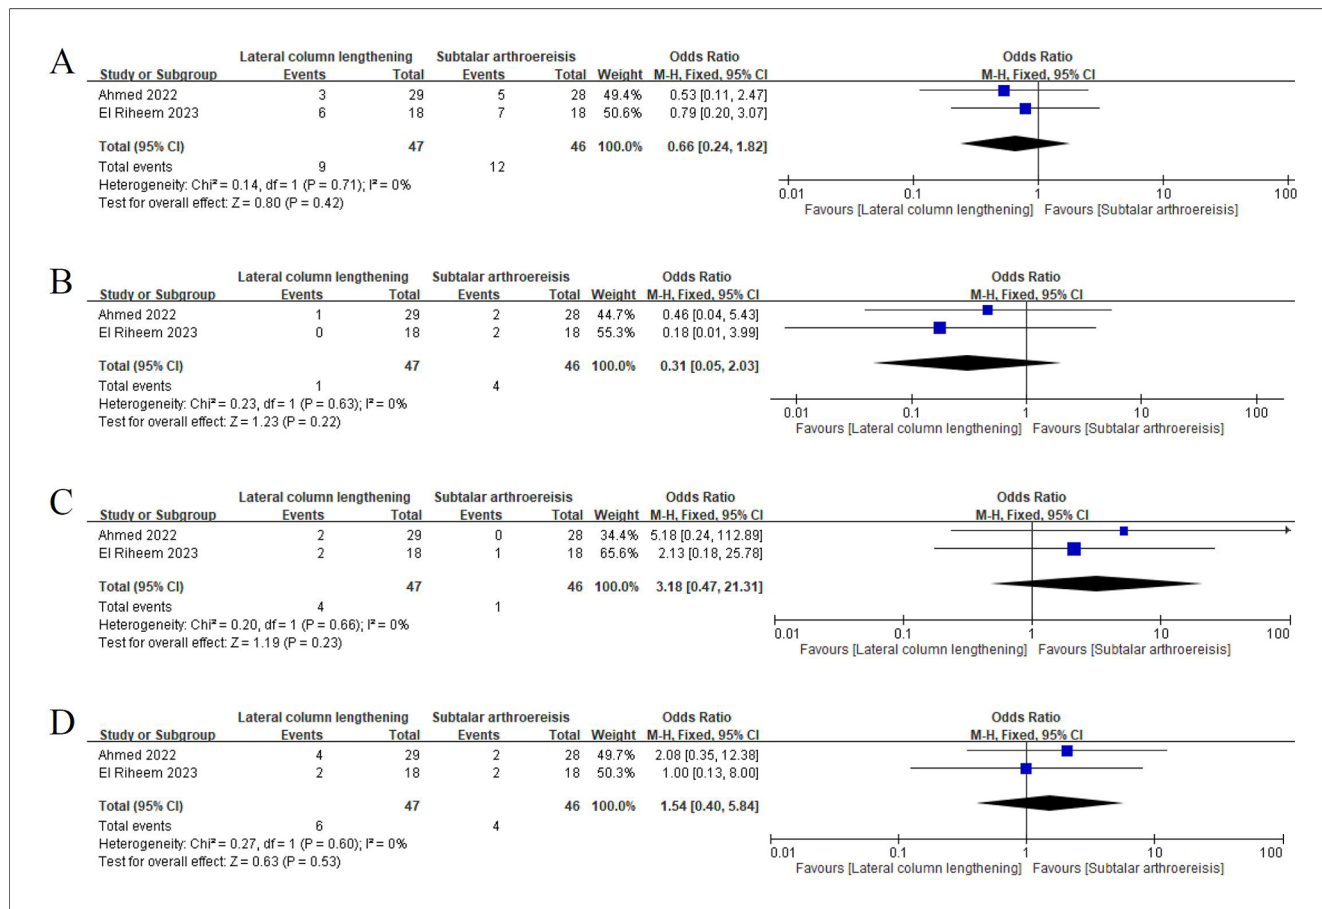 A
Lateral column lengthening Subtalar arthroereisis Odds Ratio Odds Ratio
Study or Subgroup Events Total Events Total Weight M-H, Fixed, 95% CI M-H, Fixed, 95% CI
Ahmed 2022 3 29 5 28 49.4% 0.53 [0.11, 2.47]
El Riheem 2023 6 18 7 18 50.6% 0.79 [0.20, 3.07]
Total (95% CI) 47 46 100.0% 0.66 [0.24, 1.82]
Total events 9 12
Heterogeneity: Chi² = 0.14, df = 1 (P = 0.71); I² = 0%
Test for overall effect: Z = 0.80 (P = 0.42)
0.01 0.1 1 10 100
Favours [Lateral column lengthening] Favours [Subtalar arthroereisis]
B
Lateral column lengthening Subtalar arthroereisis Odds Ratio Odds Ratio
Study or Subgroup Events Total Events Total Weight M-H, Fixed, 95% CI M-H, Fixed, 95% CI
Ahmed 2022 1 29 2 28 44.7% 0.46 [0.04, 5.43]
El Riheem 2023 0 18 2 18 55.3% 0.18 [0.01, 3.99]
Total (95% CI) 47 46 100.0% 0.31 [0.05, 2.03]
Total events 1 4
Heterogeneity: Chi² = 0.23, df = 1 (P = 0.63); I² = 0%
Test for overall effect: Z = 1.23 (P = 0.22)
0.01 0.1 1 10 100
Favours [Lateral column lengthening] Favours [Subtalar arthroereisis]
C
Lateral column lengthening Subtalar arthroereisis Odds Ratio Odds Ratio
Study or Subgroup Events Total Events Total Weight M-H, Fixed, 95% CI M-H, Fixed, 95% CI
Ahmed 2022 2 29 0 28 34.4% 5.18 [0.24, 112.89]
El Riheem 2023 2 18 1 18 65.6% 2.13 [0.18, 25.78]
Total (95% CI) 47 46 100.0% 3.18 [0.47, 21.31]
Total events 4 1
Heterogeneity: Chi² = 0.20, df = 1 (P = 0.66); I² = 0%
Test for overall effect: Z = 1.19 (P = 0.23)
0.01 0.1 1 10 100
Favours [Lateral column lengthening] Favours [Subtalar arthroereisis]
D
Lateral column lengthening Subtalar arthroereisis Odds Ratio Odds Ratio
Study or Subgroup Events Total Events Total Weight M-H, Fixed, 95% CI M-H, Fixed, 95% CI
Ahmed 2022 4 29 2 28 49.7% 2.08 [0.35, 12.38]
El Riheem 2023 2 18 2 18 50.3% 1.00 [0.13, 8.00]
Total (95% CI) 47 46 100.0% 1.54 [0.40, 5.84]
Total events 6 4
Heterogeneity: Chi² = 0.27, df = 1 (P = 0.60); I² = 0%
Test for overall effect: Z = 0.63 (P = 0.53)
0.01 0.1 1 10 100
Favours [Lateral column lengthening] Favours [Subtalar arthroereisis]